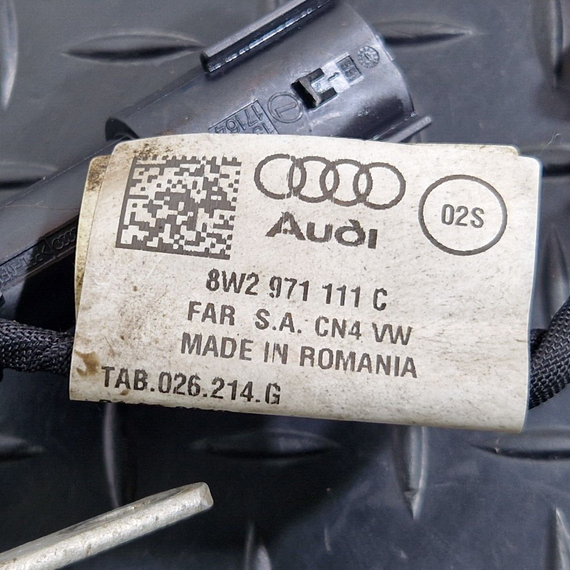 Audi
02S
8W2 971 111 C
FAR S.A. CN4 VW
MADE IN ROMANIA
TAB.026.214.G